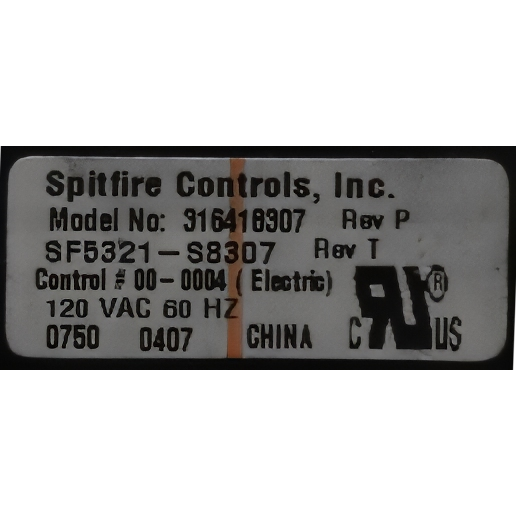 Spitfire Controls, Inc.
Model No: 316418307 Rev P
SF5321-S8307 Rev T
Control # 00-0004 ( Electric)
120 VAC 60 HZ
0750 0407 CHINA C RU ® US